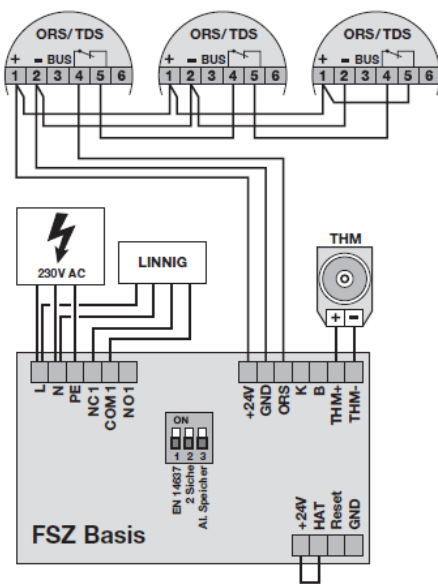 ORS/TDS ORS/TDS ORS/TDS
+ − BUS + − BUS + − BUS
1 2 3 4 5 6 1 2 3 4 5 6 1 2 3 4 5 6
230V AC
LINNIG
THM
+ −
L N PE NC1 COM1 NO1
+24V GND ORS K B THM+ THM-
ON
1 2 3
EN 14637
2 Siche
Al. Speicher
+24V HAT Reset GND
FSZ Basis